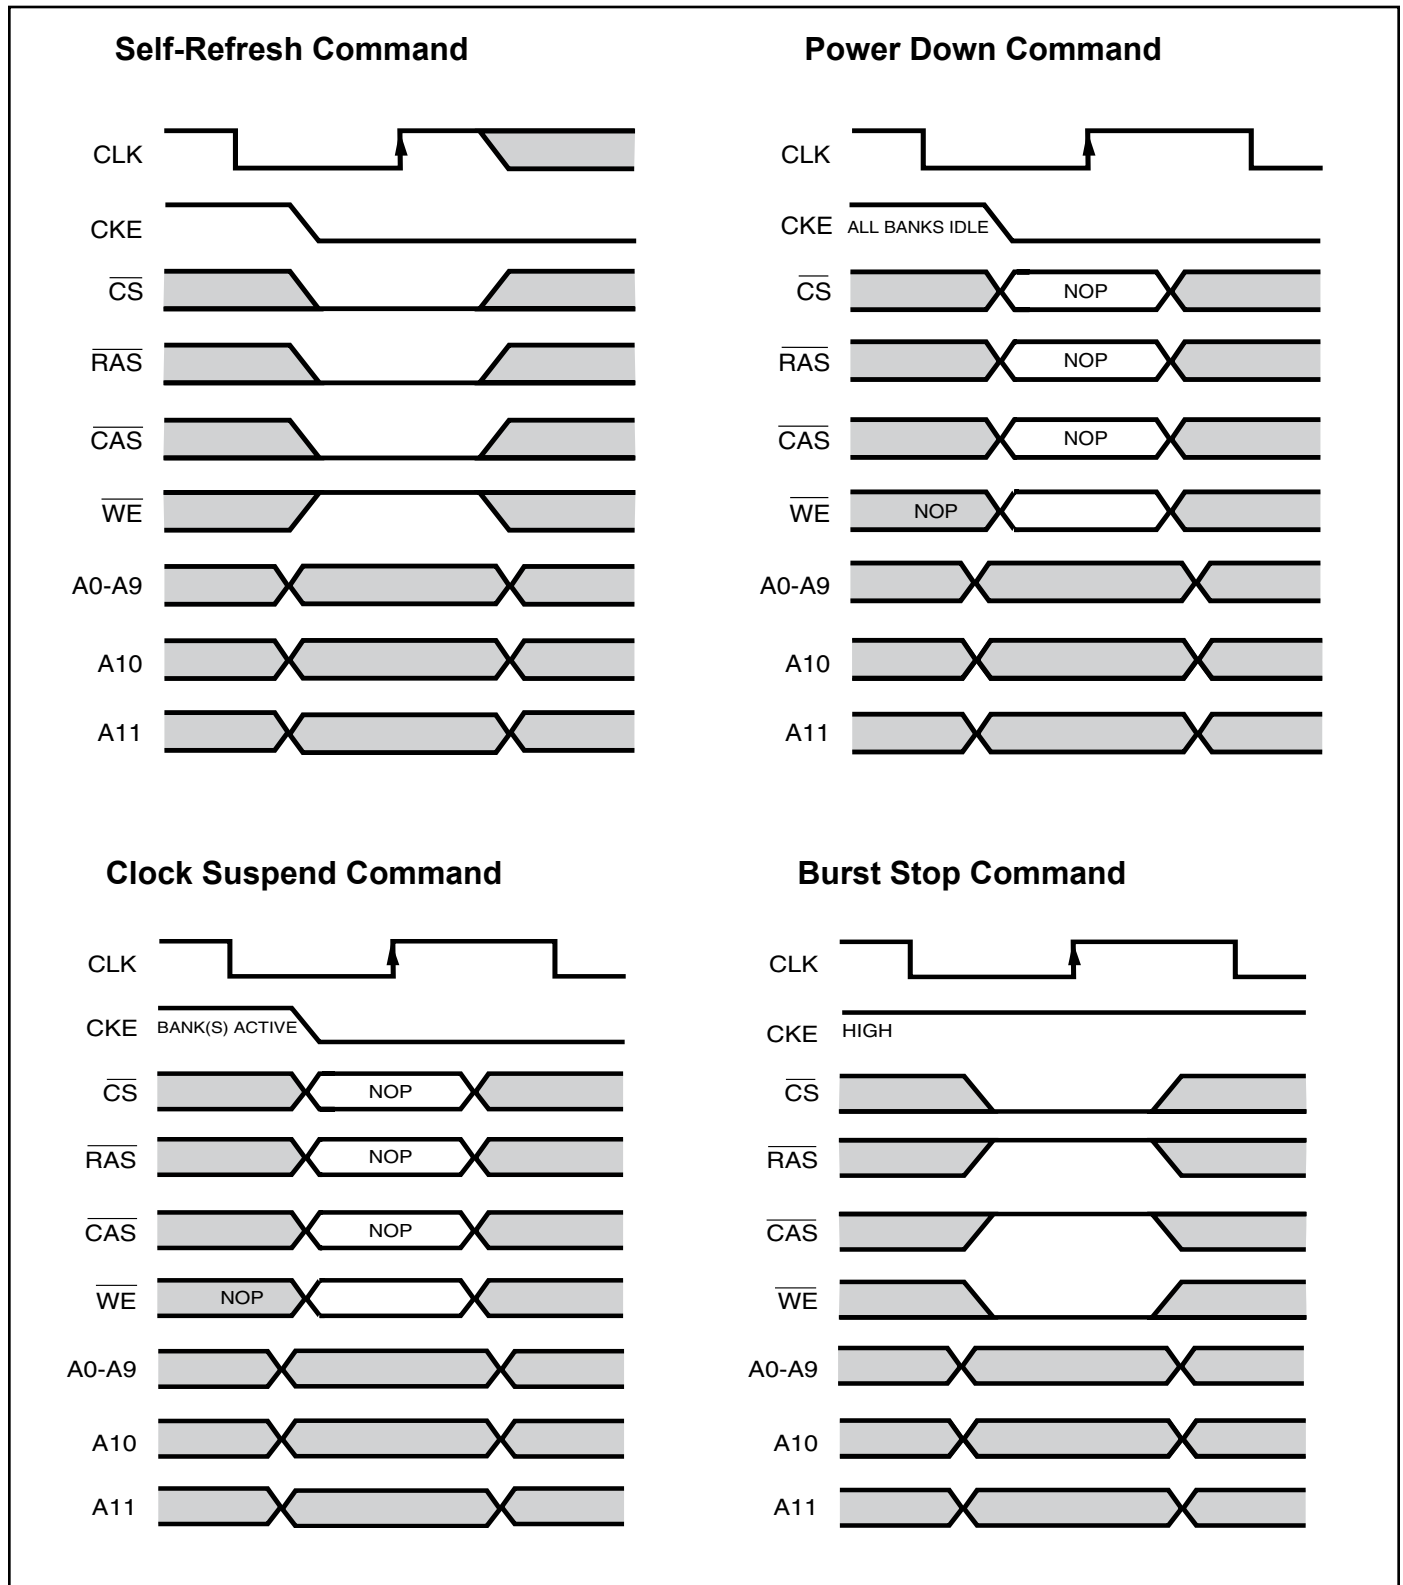 Self-Refresh Command
CLK
CKE
CS
RAS
CAS
WE
A0-A9
A10
A11
Power Down Command
CLK
CKE ALL BANKS IDLE
CS NOP
RAS NOP
CAS NOP
WE NOP
A0-A9
A10
A11
Clock Suspend Command
CLK
CKE BANK(S) ACTIVE
CS NOP
RAS NOP
CAS NOP
WE NOP
A0-A9
A10
A11
Burst Stop Command
CLK
CKE HIGH
CS
RAS
CAS
WE
A0-A9
A10
A11